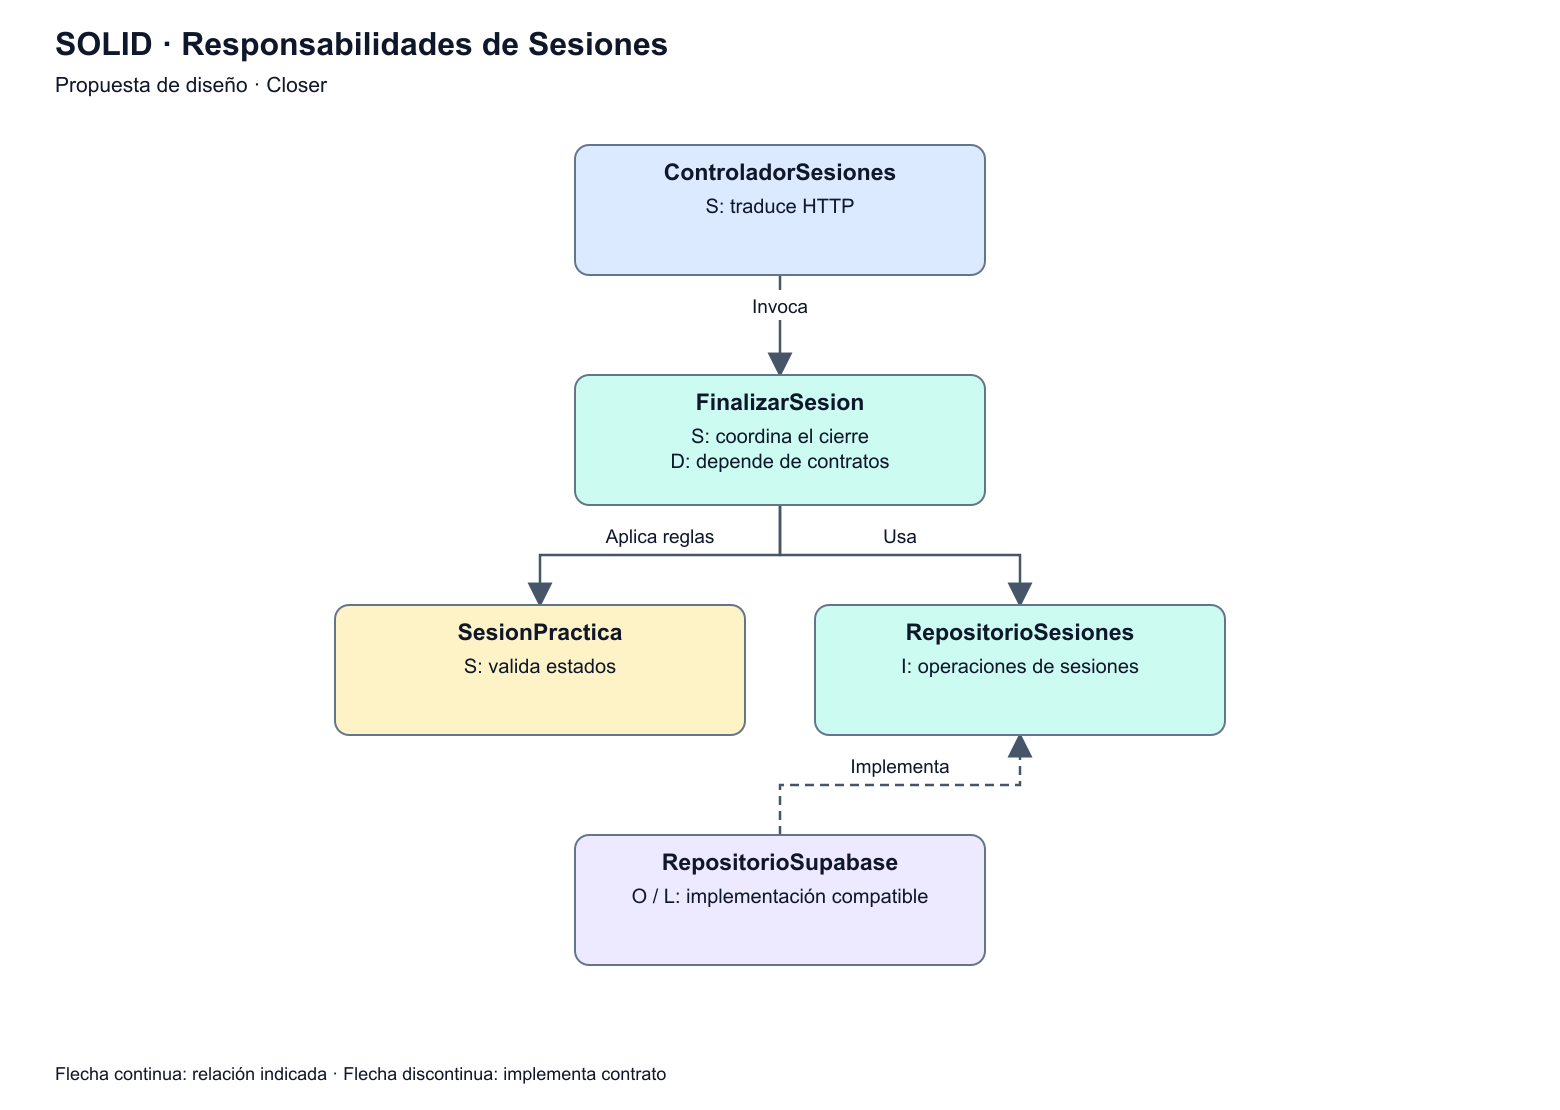 SOLID · Responsabilidades de Sesiones
Propuesta de diseño · Closer
ControladorSesiones
S: traduce HTTP
Invoca
FinalizarSesion
S: coordina el cierre
D: depende de contratos
Aplica reglas
Usa
SesionPractica
S: valida estados
RepositorioSesiones
I: operaciones de sesiones
Implementa
RepositorioSupabase
O / L: implementación compatible
Flecha continua: relación indicada · Flecha discontinua: implementa contrato